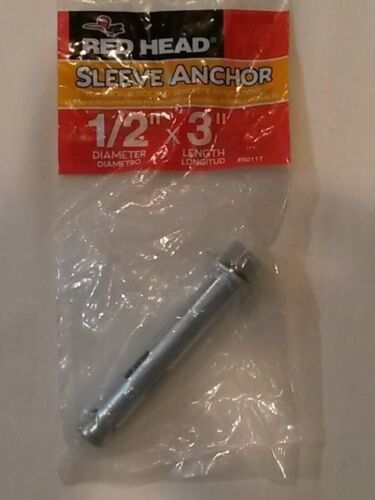 RED HEAD®
SLEEVE ANCHOR
1/2" x 3"
DIAMETER LENGTH
DIAMETRO LONGITUD
#50117